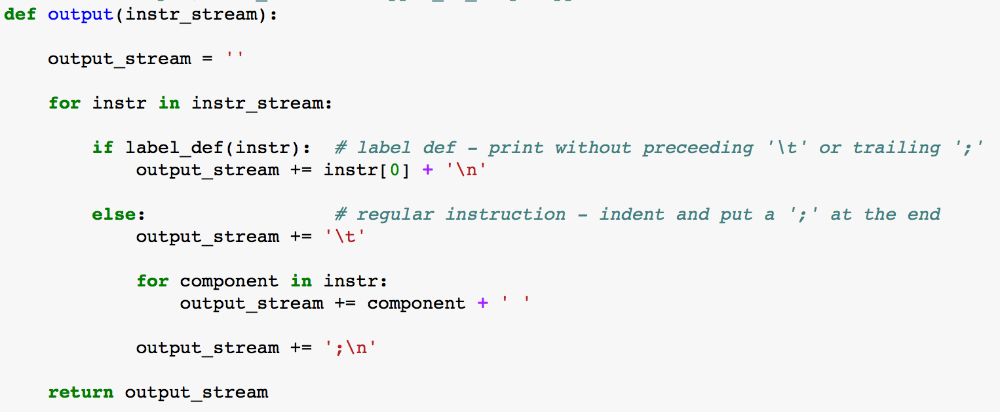 def output(instr_stream):
    output_stream = ''
    for instr in instr_stream:
        if label_def(instr):  # label def – print without preceeding '\t' or trailing ';'
            output_stream += instr[0] + '\n'
        else:                 # regular instruction – indent and put a ';' at the end
            output_stream += '\t'
            for component in instr:
                output_stream += component + ' '
            output_stream += ';\n'
    return output_stream